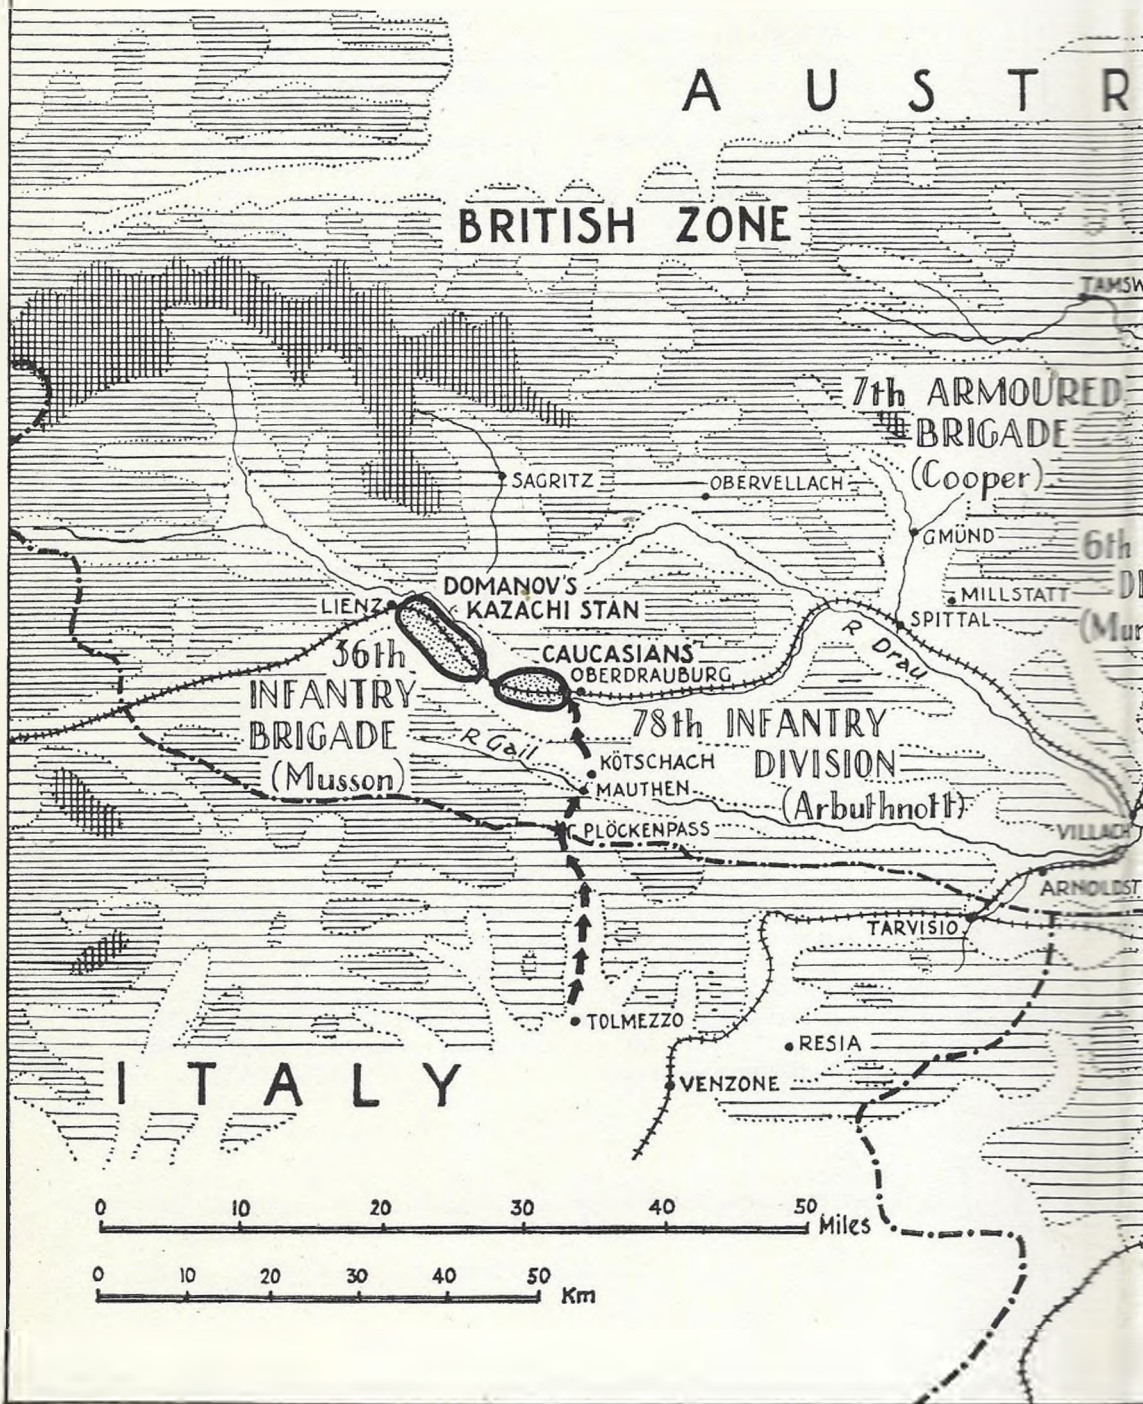 A U S T R
BRITISH ZONE
TAMSW
7th ARMOURED
BRIGADE
(Cooper)
SAGRITZ
OBERVELLACH
GMÜND
6th
DI
(Mur
MILLSTATT
SPITTAL
R Drau
DOMANOV'S
KAZACHI STAN
LIENZ
CAUCASIANS
OBERDRAUBURG
36th
INFANTRY
BRIGADE
(Musson)
R Gail
78th INFANTRY
DIVISION
(Arbuthnott)
KÖTSCHACH
MAUTHEN
PLÖCKENPASS
VILLACH
ARNOLDST
TARVISIO
TOLMEZZO
RESIA
VENZONE
I T A L Y
0 10 20 30 40 50 Miles
0 10 20 30 40 50 Km